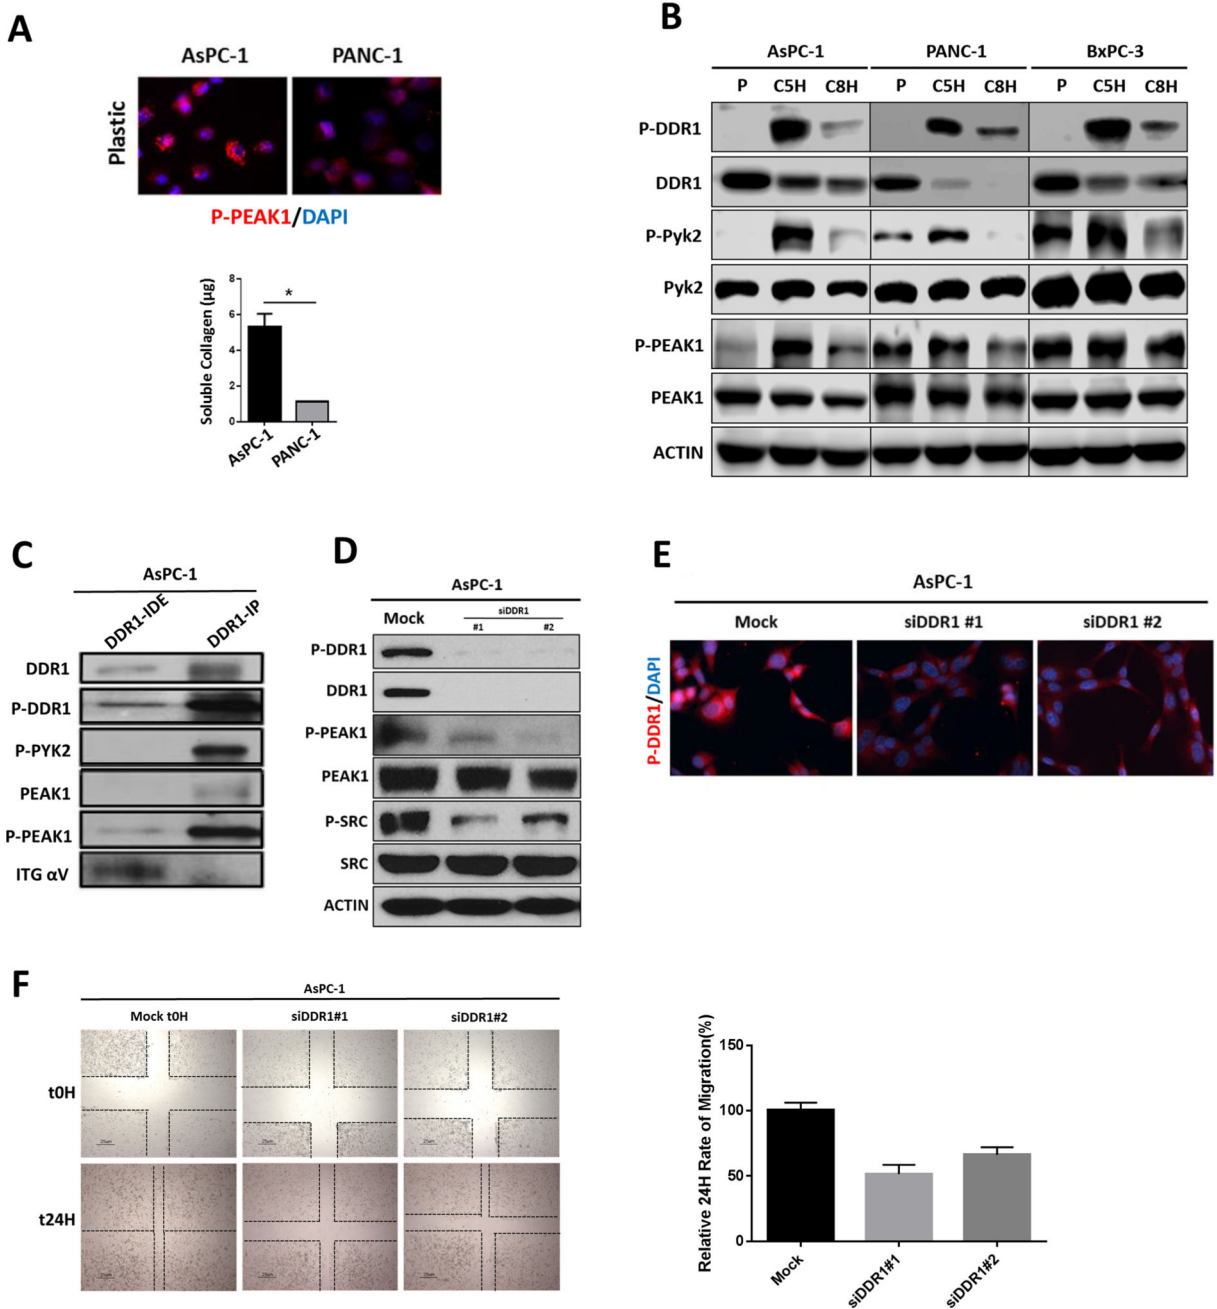 A
AsPC-1 PANC-1
Plastic
P-PEAK1/DAPI
Soluble Collagen (µg)
8
6
4
2
0
*
AsPC-1
PANC-1
B
AsPC-1 PANC-1 BxPC-3
P C5H C8H P C5H C8H P C5H C8H
P-DDR1
DDR1
P-Pyk2
Pyk2
P-PEAK1
PEAK1
ACTIN
C
AsPC-1
DDR1-IDE DDR1-IP
DDR1
P-DDR1
P-PYK2
PEAK1
P-PEAK1
ITG αV
D
AsPC-1
Mock siDDR1
#1 #2
P-DDR1
DDR1
P-PEAK1
PEAK1
P-SRC
SRC
ACTIN
E
AsPC-1
Mock siDDR1 #1 siDDR1 #2
P-DDR1/DAPI
F
AsPC-1
Mock t0H siDDR1#1 siDDR1#2
t0H
t24H
Relative 24H Rate of Migration(%)
150
100
50
0
Mock
siDDR1#1
siDDR1#2